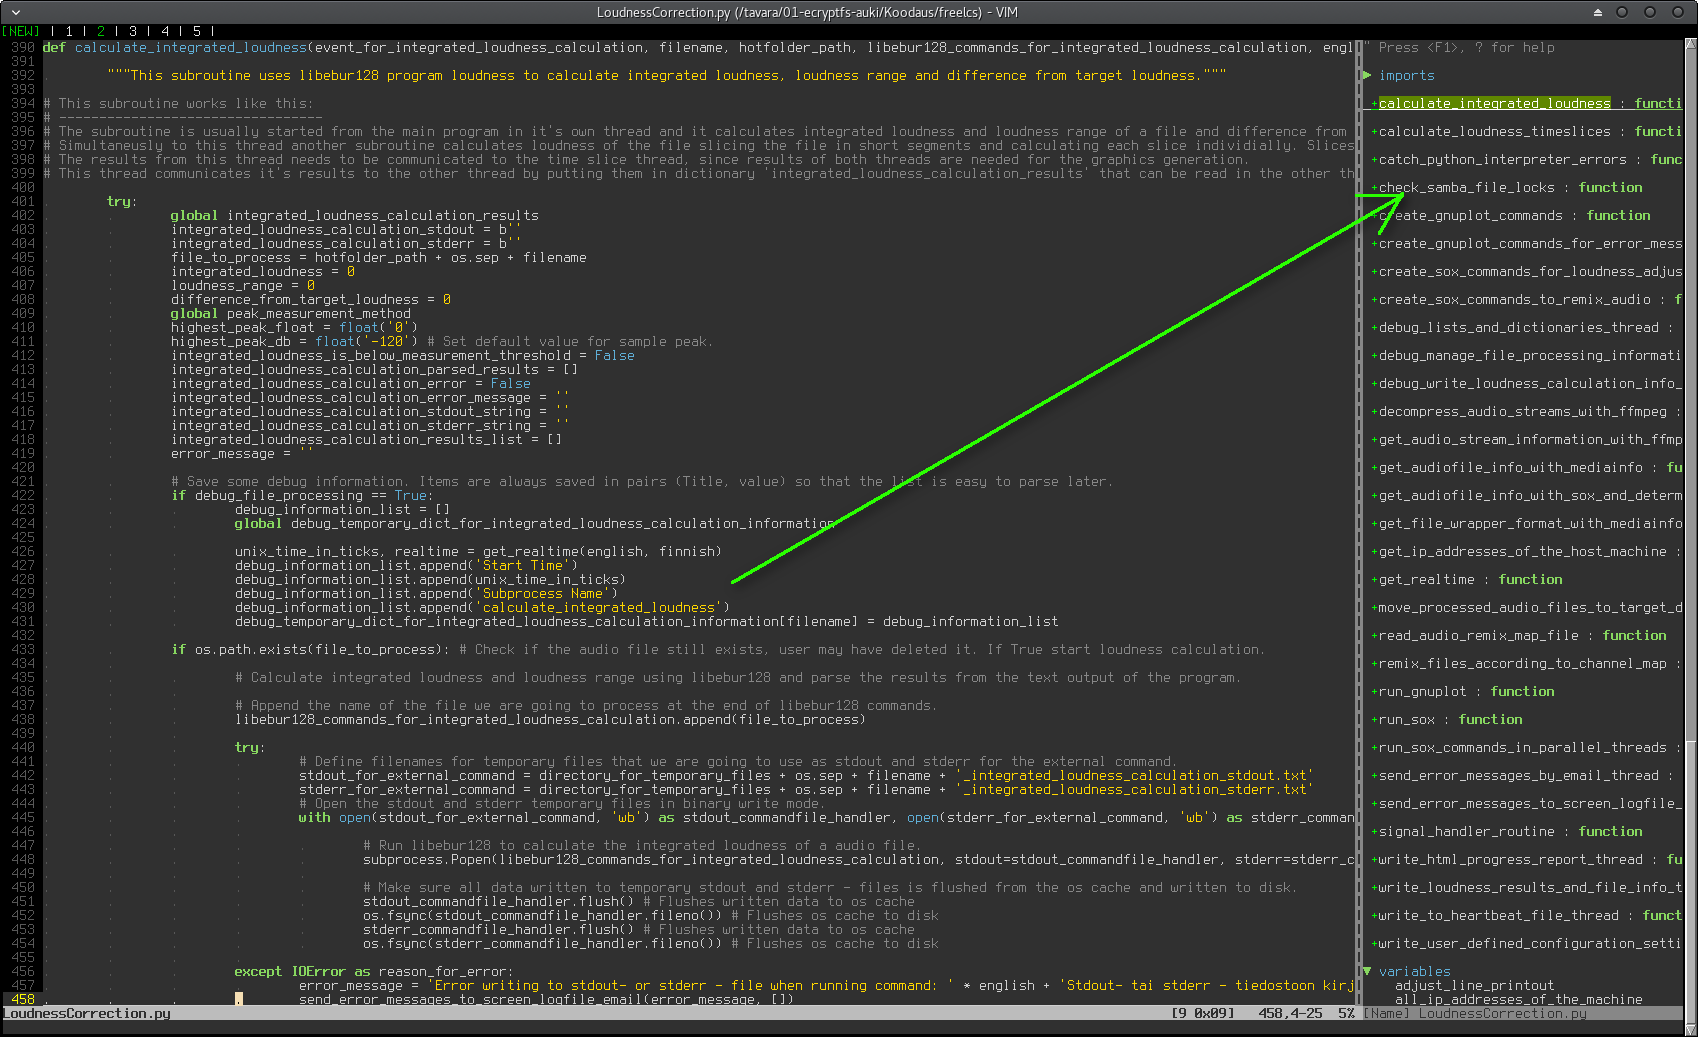 LoudnessCorrection.py (/tavara/01-ecryptfs-auki/Koodaus/freelcs) - VIM
[NEW] | 1 | 2 | 3 | 4 | 5 |
390 def calculate_integrated_loudness(event_for_integrated_loudness_calculation, filename, hotfolder_path, libebur128_commands_for_integrated_loudness_calculation, engl
391
392 """This subroutine uses libebur128 program loudness to calculate integrated loudness, loudness range and difference from target loudness."""
393
394 # This subroutine works like this:
395 # ---------------------------------
396 # The subroutine is usually started from the main program in it's own thread and it calculates integrated loudness and loudness range of a file and difference from
397 # Simultaneusly to this thread another subroutine calculates loudness of the file slicing the file in short segments and calculating each slice individially. Slices
398 # The results from this thread needs to be communicated to the time slice thread, since results of both threads are needed for the graphics generation.
399 # This thread communicates it's results to the other thread by putting them in dictionary 'integrated_loudness_calculation_results' that can be read in the other th
400
401 try:
402 global integrated_loudness_calculation_results
403 integrated_loudness_calculation_stdout = b''
404 integrated_loudness_calculation_stderr = b''
405 file_to_process = hotfolder_path + os.sep + filename
406 integrated_loudness = 0
407 loudness_range = 0
408 difference_from_target_loudness = 0
409 global peak_measurement_method
410 highest_peak_float = float('0')
411 highest_peak_db = float('-120') # Set default value for sample peak.
412 integrated_loudness_is_below_measurement_threshold = False
413 integrated_loudness_calculation_parsed_results = []
414 integrated_loudness_calculation_error = False
415 integrated_loudness_calculation_error_message = ''
416 integrated_loudness_calculation_stdout_string = ''
417 integrated_loudness_calculation_stderr_string = ''
418 integrated_loudness_calculation_results_list = []
419 error_message = ''
420
421 # Save some debug information. Items are always saved in pairs (Title, value) so that the list is easy to parse later.
422 if debug_file_processing == True:
423 debug_information_list = []
424 global debug_temporary_dict_for_integrated_loudness_calculation_information
425
426 unix_time_in_ticks, realtime = get_realtime(english, finnish)
427 debug_information_list.append('Start Time')
428 debug_information_list.append(unix_time_in_ticks)
429 debug_information_list.append('Subprocess Name')
430 debug_information_list.append('calculate_integrated_loudness')
431 debug_temporary_dict_for_integrated_loudness_calculation_information[filename] = debug_information_list
432
433 if os.path.exists(file_to_process): # Check if the audio file still exists, user may have deleted it. If True start loudness calculation.
434
435 # Calculate integrated loudness and loudness range using libebur128 and parse the results from the text output of the program.
436
437 # Append the name of the file we are going to process at the end of libebur128 commands.
438 libebur128_commands_for_integrated_loudness_calculation.append(file_to_process)
439
440 try:
441 # Define filenames for temporary files that we are going to use as stdout and stderr for the external command.
442 stdout_for_external_command = directory_for_temporary_files + os.sep + filename + '_integrated_loudness_calculation_stdout.txt'
443 stderr_for_external_command = directory_for_temporary_files + os.sep + filename + '_integrated_loudness_calculation_stderr.txt'
444 # Open the stdout and stderr temporary files in binary write mode.
445 with open(stdout_for_external_command, 'wb') as stdout_commandfile_handler, open(stderr_for_external_command, 'wb') as stderr_comman
446
447 # Run libebur128 to calculate the integrated loudness of a audio file.
448 subprocess.Popen(libebur128_commands_for_integrated_loudness_calculation, stdout=stdout_commandfile_handler, stderr=stderr_c
449
450 # Make sure all data written to temporary stdout and stderr - files is flushed from the os cache and written to disk.
451 stdout_commandfile_handler.flush() # Flushes written data to os cache
452 os.fsync(stdout_commandfile_handler.fileno()) # Flushes os cache to disk
453 stderr_commandfile_handler.flush() # Flushes written data to os cache
454 os.fsync(stderr_commandfile_handler.fileno()) # Flushes os cache to disk
455
456 except IOError as reason_for_error:
457 error_message = 'Error writing to stdout- or stderr - file when running command: ' * english + 'Stdout- tai stderr - tiedostoon kirj
458 send_error_messages_to_screen_logfile_email(error_message, [])
LoudnessCorrection.py [9 0x09] 458,4-25 5%
" Press <F1>, ? for help
imports
+calculate_integrated_loudness : functi
+calculate_loudness_timeslices : functi
+catch_python_interpreter_errors : func
+check_samba_file_locks : function
+create_gnuplot_commands : function
+create_gnuplot_commands_for_error_mess
+create_sox_commands_for_loudness_adjus
+create_sox_commands_to_remix_audio : f
+debug_lists_and_dictionaries_thread :
+debug_manage_file_processing_informati
+debug_write_loudness_calculation_info_
+decompress_audio_streams_with_ffmpeg :
+get_audio_stream_information_with_ffmp
+get_audiofile_info_with_mediainfo : fu
+get_audiofile_info_with_sox_and_determ
+get_file_wrapper_format_with_mediainfo
+get_ip_addresses_of_the_host_machine :
+get_realtime : function
+move_processed_audio_files_to_target_d
+read_audio_remix_map_file : function
+remix_files_according_to_channel_map :
+run_gnuplot : function
+run_sox : function
+run_sox_commands_in_parallel_threads :
+send_error_messages_by_email_thread :
+send_error_messages_to_screen_logfile_
+signal_handler_routine : function
+write_html_progress_report_thread : fu
+write_loudness_results_and_file_info_t
+write_to_heartbeat_file_thread : funct
+write_user_defined_configuration_setti
variables
adjust_line_printout
all_ip_addresses_of_the_machine
[Name] LoudnessCorrection.py